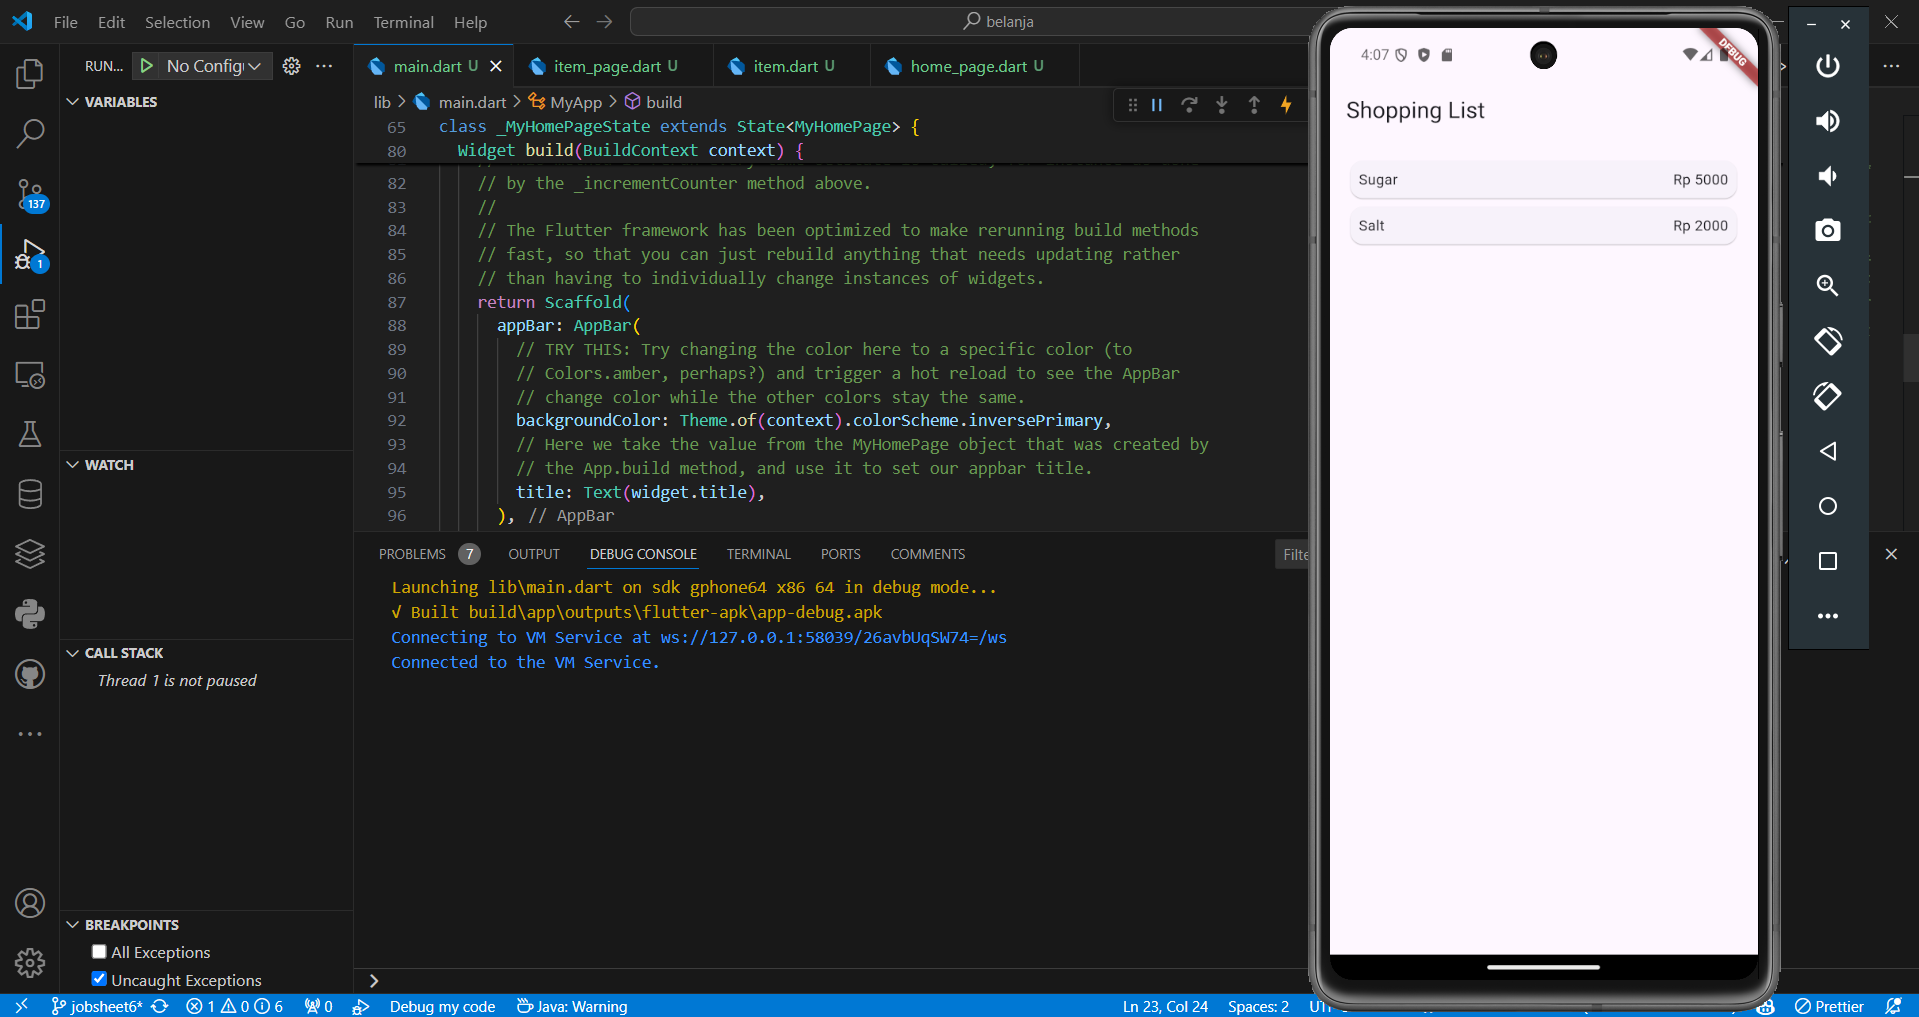 File Edit Selection View Go Run Terminal Help
belanja
RUN... No Config
main.dart U
item_page.dart U
item.dart U
home_page.dart U
lib > main.dart > MyApp > build
VARIABLES
WATCH
CALL STACK
Thread 1 is not paused
BREAKPOINTS
All Exceptions
Uncaught Exceptions
137
1
65 class _MyHomePageState extends State<MyHomePage> {
80 Widget build(BuildContext context) {
82 // by the _incrementCounter method above.
83 //
84 // The Flutter framework has been optimized to make rerunning build methods
85 // fast, so that you can just rebuild anything that needs updating rather
86 // than having to individually change instances of widgets.
87 return Scaffold(
88 appBar: AppBar(
89 // TRY THIS: Try changing the color here to a specific color (to
90 // Colors.amber, perhaps?) and trigger a hot reload to see the AppBar
91 // change color while the other colors stay the same.
92 backgroundColor: Theme.of(context).colorScheme.inversePrimary,
93 // Here we take the value from the MyHomePage object that was created by
94 // the App.build method, and use it to set our appbar title.
95 title: Text(widget.title),
96 ), // AppBar
PROBLEMS 7 OUTPUT DEBUG CONSOLE TERMINAL PORTS COMMENTS
Filte
Launching lib\main.dart on sdk gphone64 x86 64 in debug mode...
√ Built build\app\outputs\flutter-apk\app-debug.apk
Connecting to VM Service at ws://127.0.0.1:58039/26avbUqSW74=/ws
Connected to the VM Service.
4:07
DEBUG
Shopping List
Sugar Rp 5000
Salt Rp 2000
jobsheet6* 1 0 6 0 Debug my code Java: Warning Ln 23, Col 24 Spaces: 2 Prettier